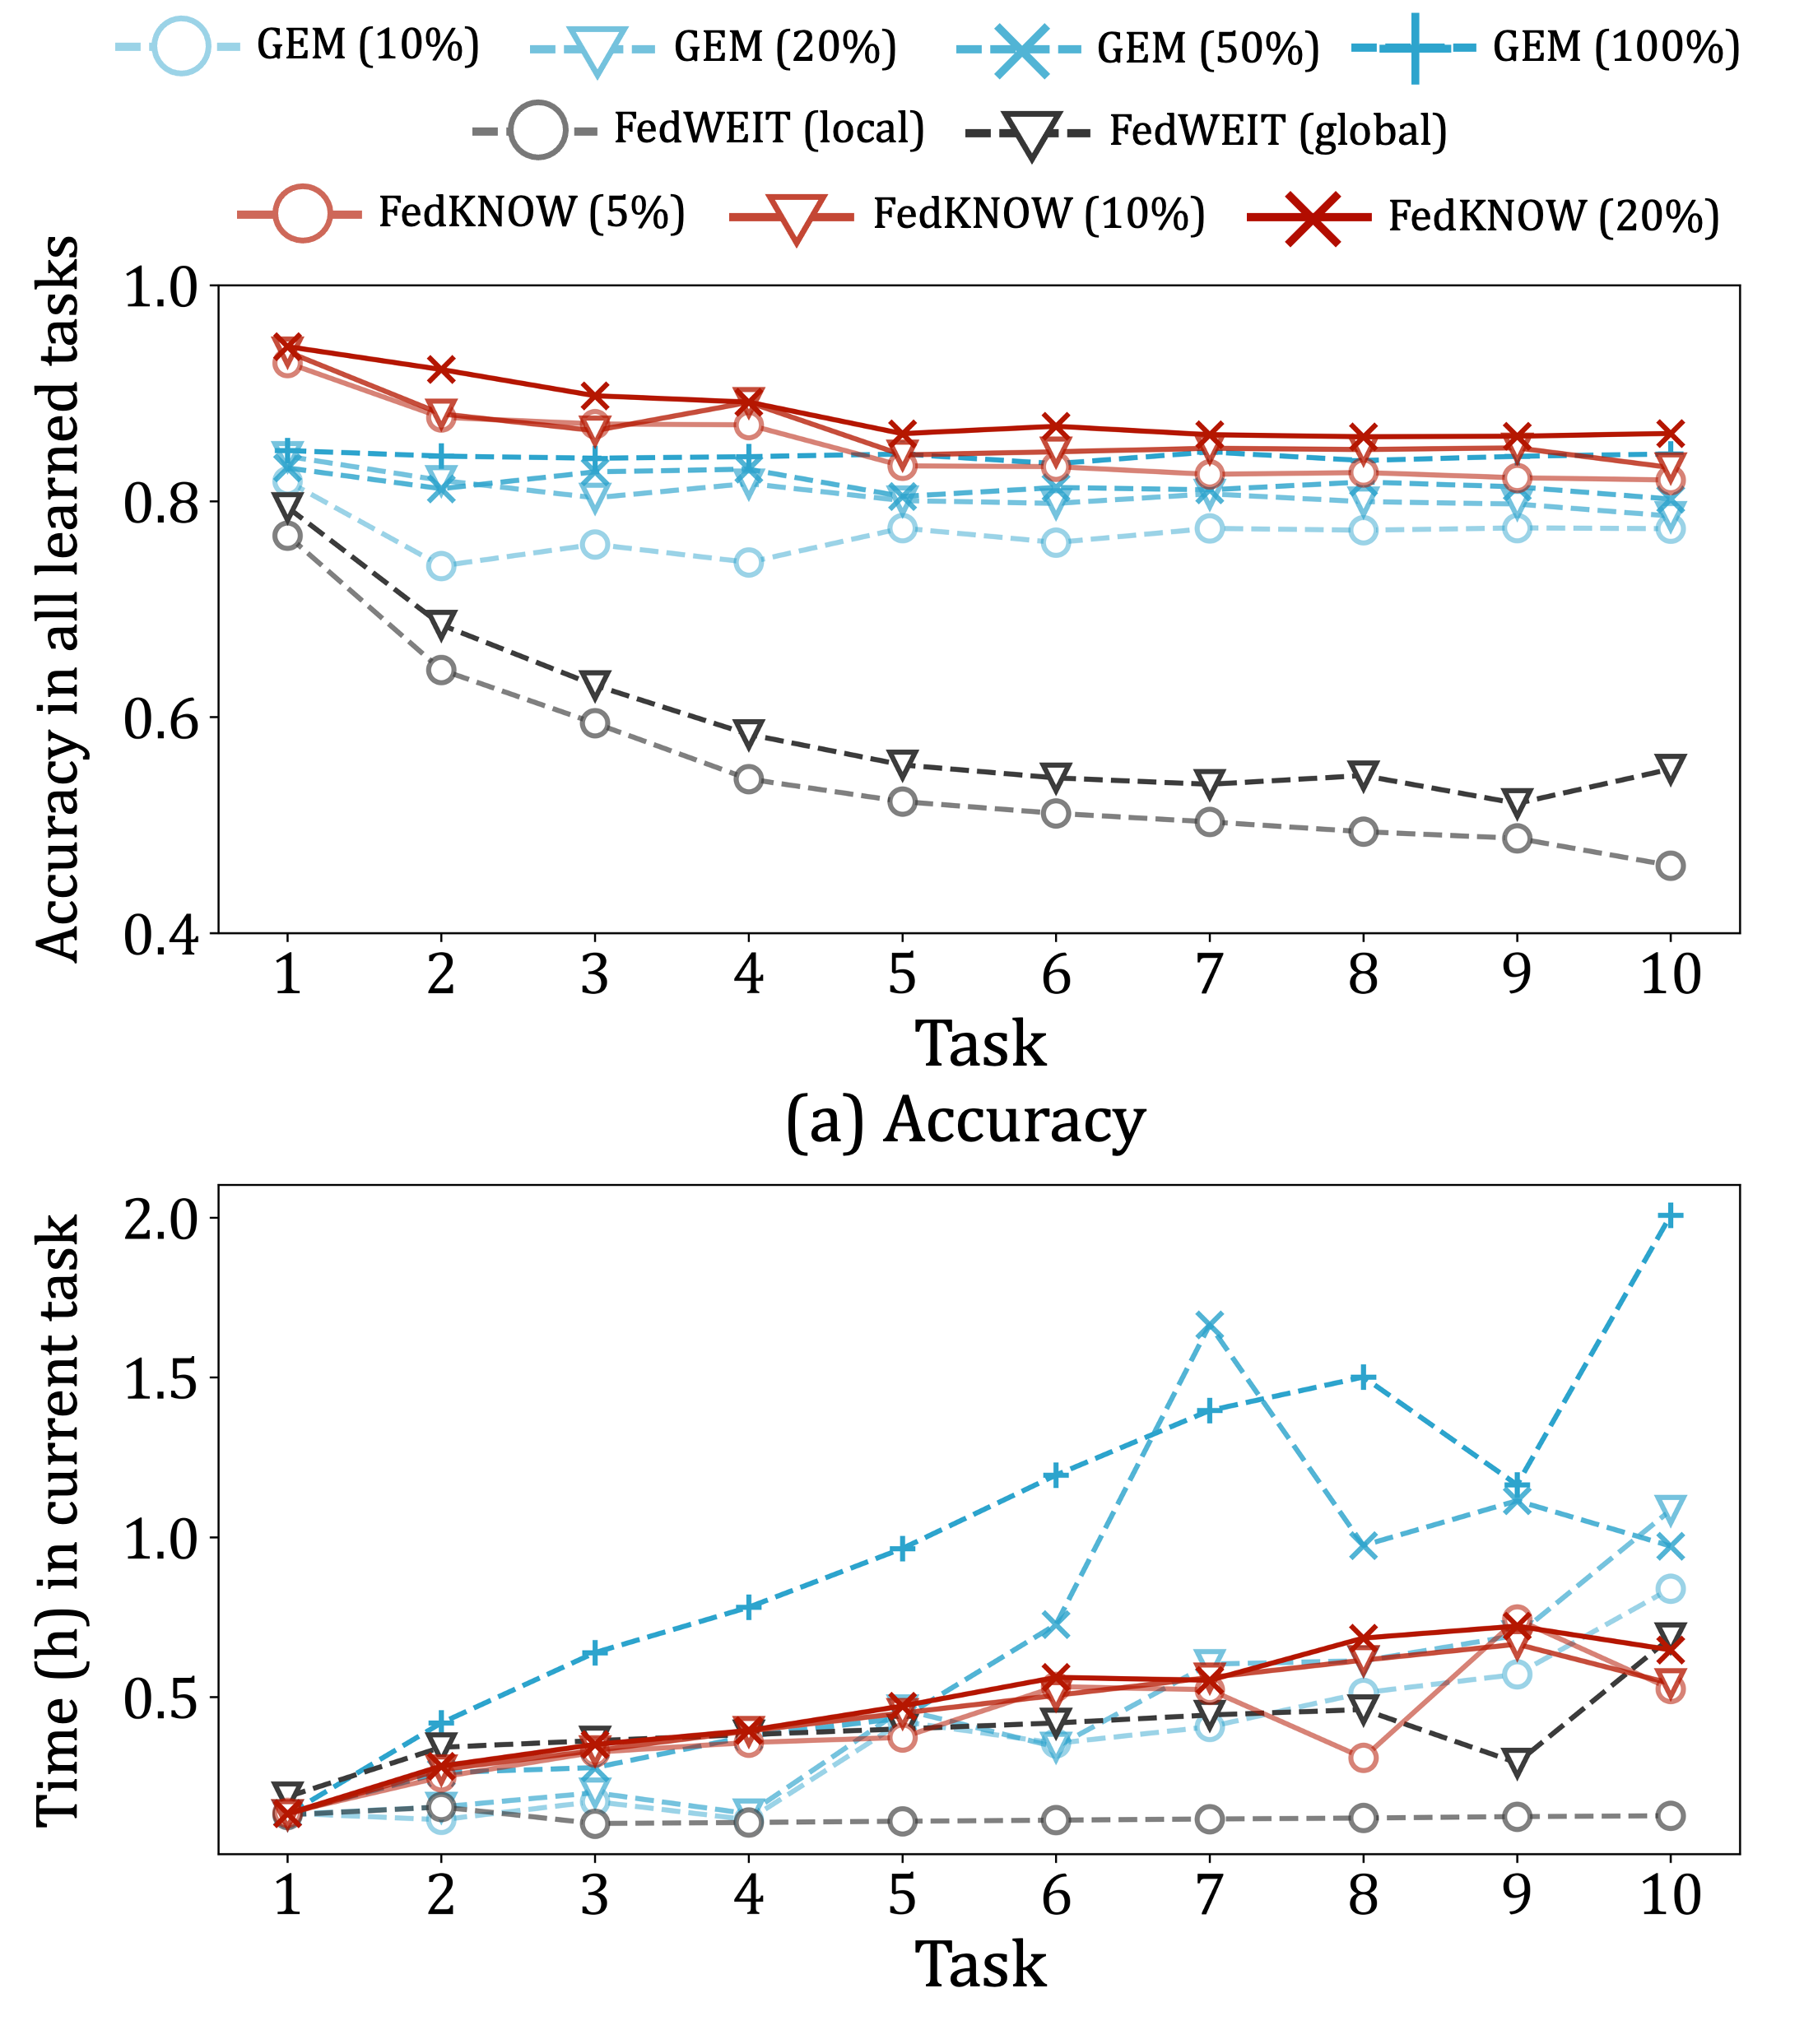 GEM (10%) GEM (20%) GEM (50%) GEM (100%)
FedWEIT (local) FedWEIT (global)
FedKNOW (5%) FedKNOW (10%) FedKNOW (20%)
Accuracy in all learned tasks
1.0
0.8
0.6
0.4
1 2 3 4 5 6 7 8 9 10
Task
(a) Accuracy
Time (h) in current task
2.0
1.5
1.0
0.5
1 2 3 4 5 6 7 8 9 10
Task